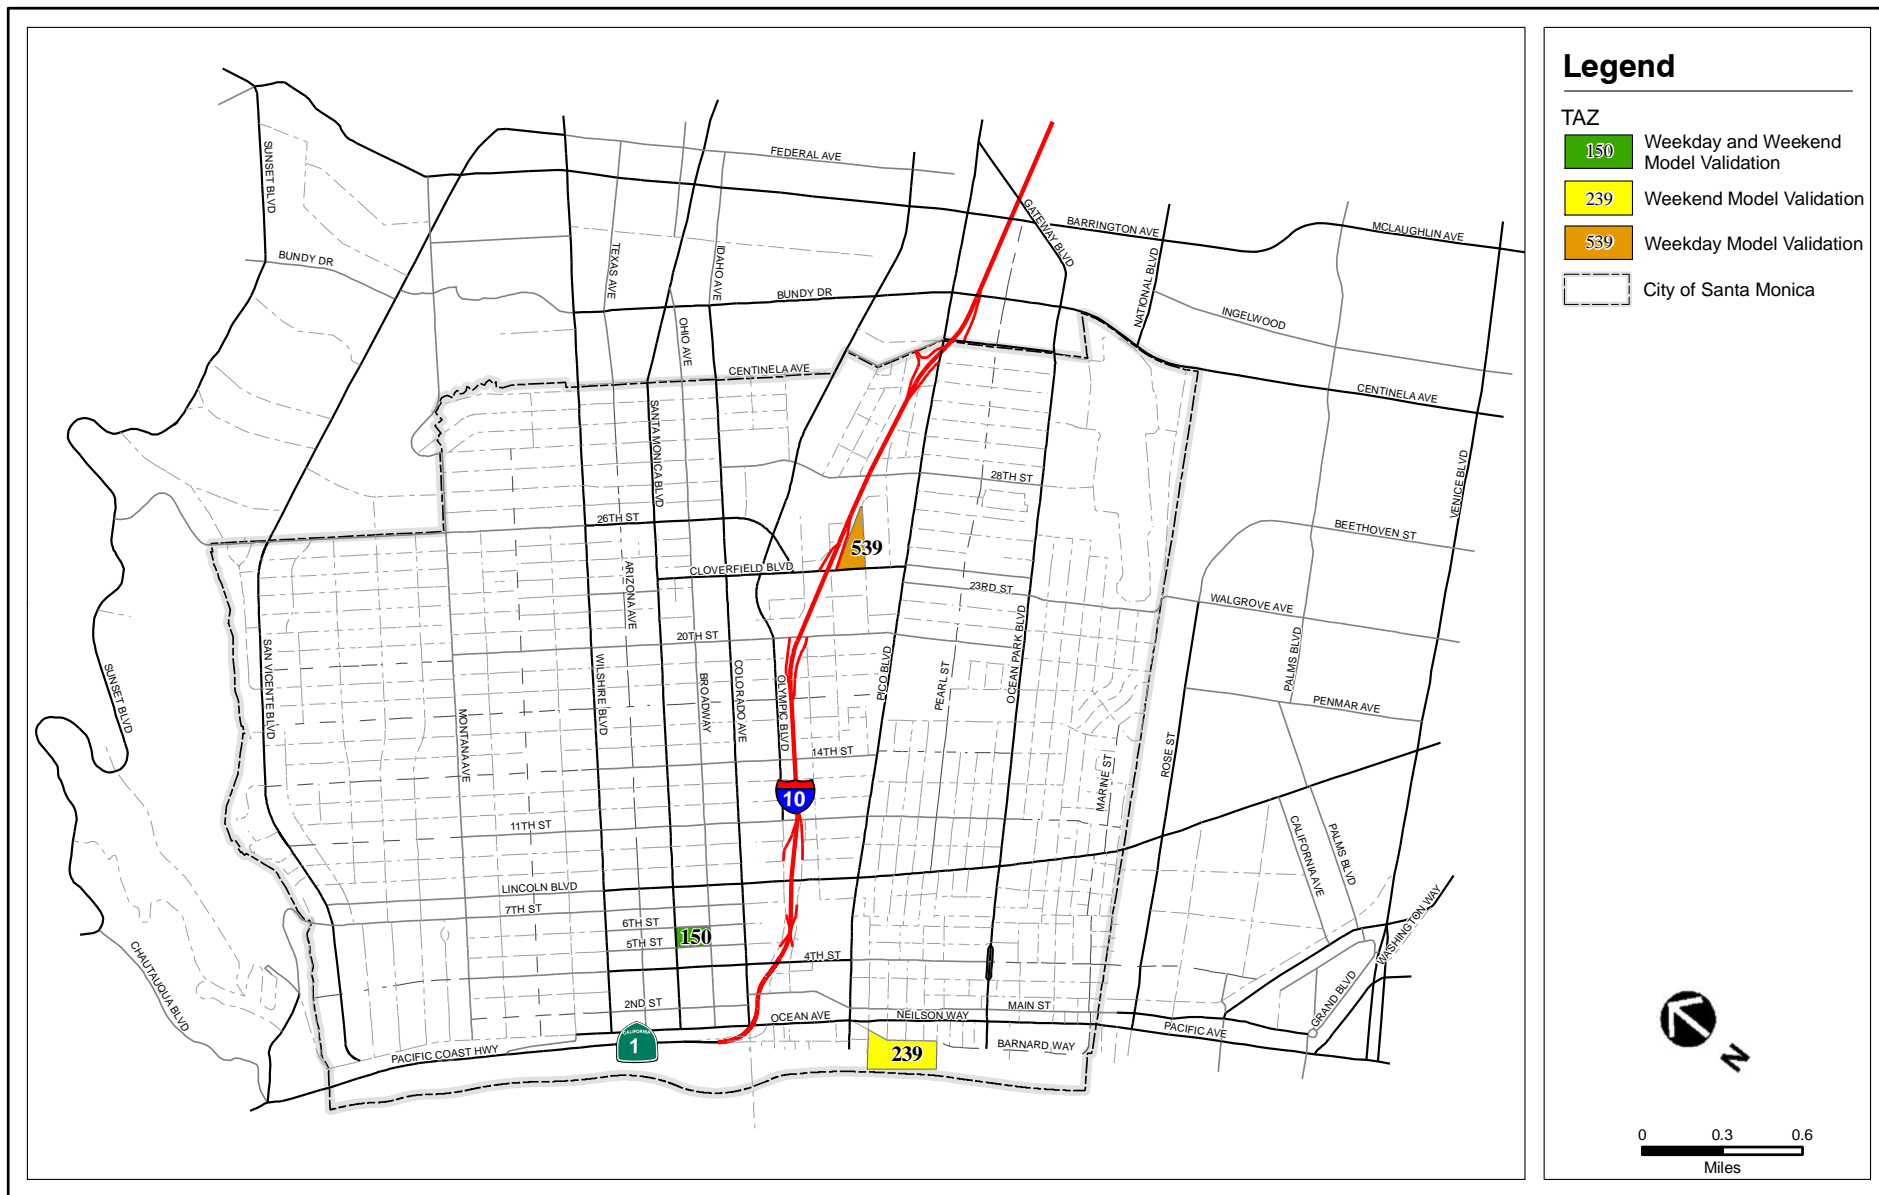 SUNSET BLVD
FEDERAL AVE
BUNDY DR
TEXAS AVE
IDAHO AVE
OHIO AVE
BUNDY DR
GATEWAY BLVD
BARRINGTON AVE
MCLAUGHLIN AVE
NATIONAL BLVD
INGELWOOD
CENTINELA AVE
CENTINELA AVE
SANTA MONICA BLVD
28TH ST
VENICE BLVD
26TH ST
BEETHOVEN ST
539
CLOVERFIELD BLVD
ARIZONA AVE
23RD ST
WALGROVE AVE
20TH ST
SUNSET BLVD
SAN VICENTE BLVD
MONTANA AVE
WILSHIRE BLVD
BROADWAY
COLORADO AVE
OLYMPIC BLVD
PICO BLVD
PEARL ST
OCEAN PARK BLVD
PALMS BLVD
PENMAR AVE
14TH ST
ROSE ST
MARINE ST
10
11TH ST
CALIFORNIA AVE
PALMS BLVD
LINCOLN BLVD
7TH ST
6TH ST
5TH ST
150
4TH ST
WASHINGTON WAY
GRAND BLVD
CHAUTAUQUA BLVD
2ND ST
OCEAN AVE
NEILSON WAY
MAIN ST
PACIFIC AVE
CALIFORNIA
1
PACIFIC COAST HWY
239
BARNARD WAY
Legend
TAZ
150
Weekday and Weekend
Model Validation
239
Weekend Model Validation
539
Weekday Model Validation
City of Santa Monica
N
0 0.3 0.6
Miles